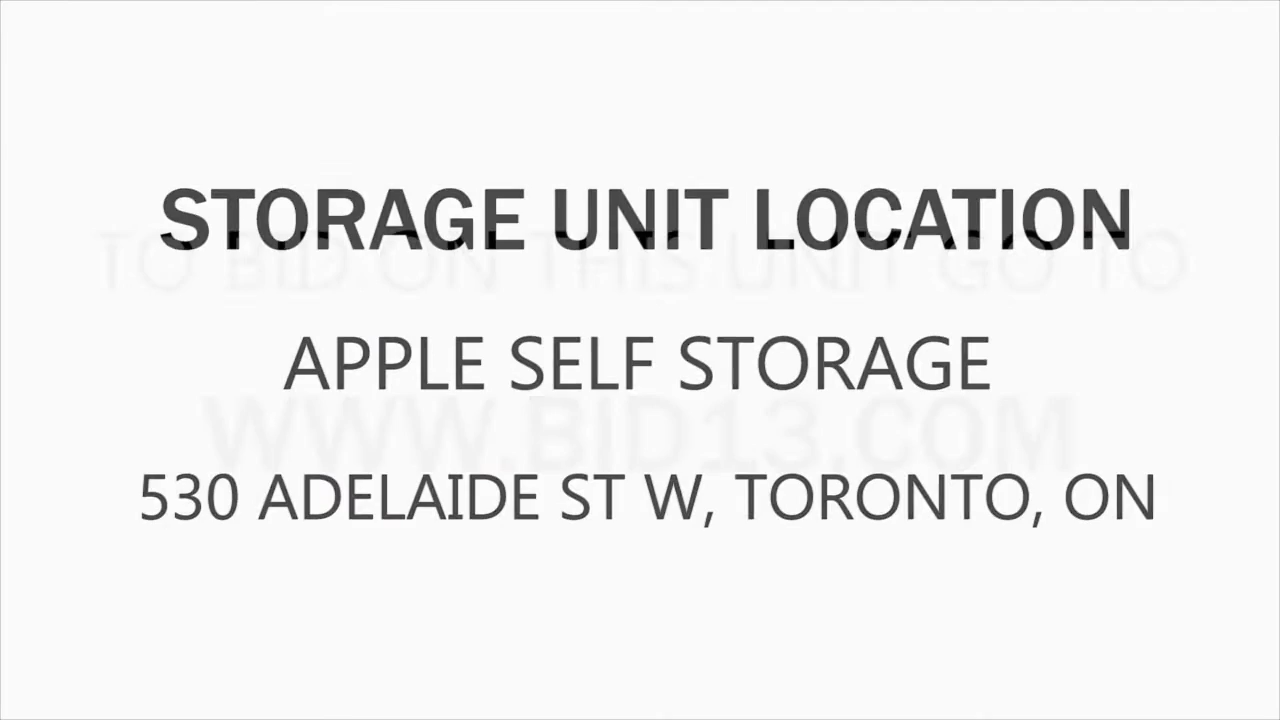 STORAGE UNIT LOCATION
TO BID ON THIS UNIT GO TO
APPLE SELF STORAGE
WWW.BID13.COM
530 ADELAIDE ST W, TORONTO, ON